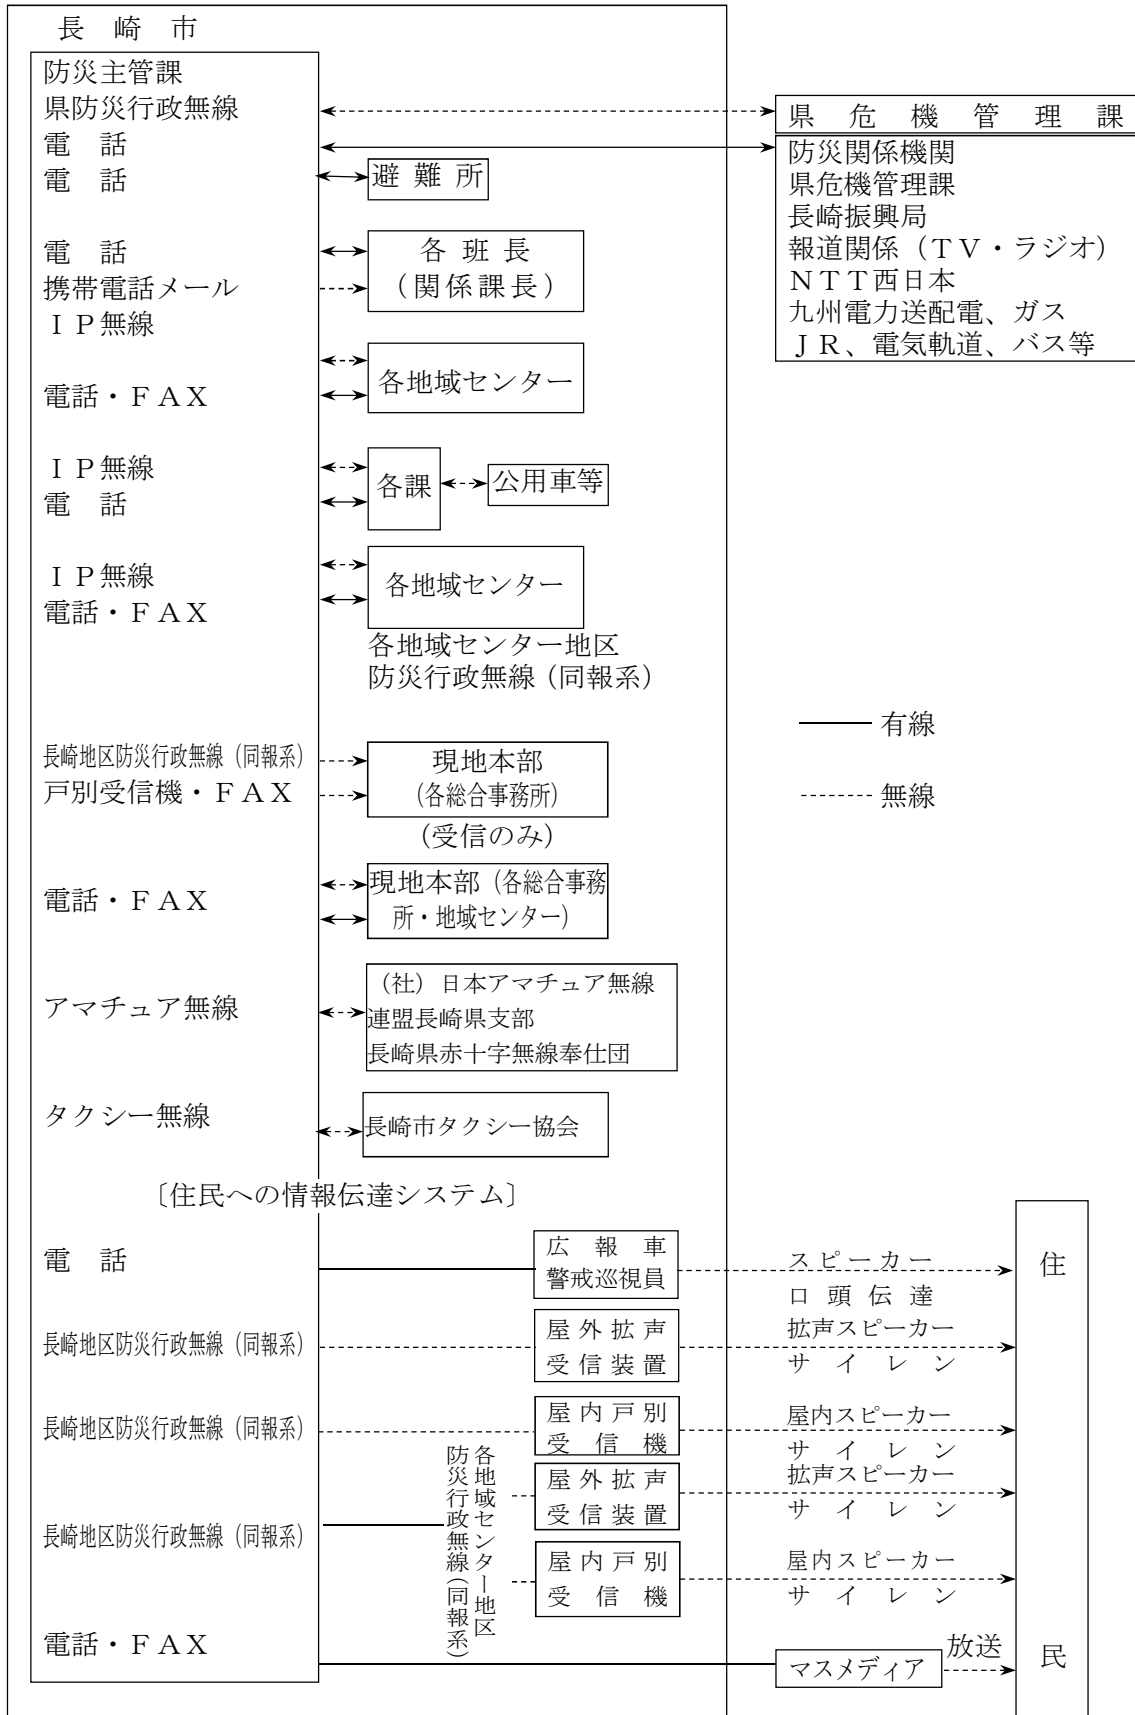 長崎市
防災主管課
県防災行政無線
電話
電話
避難所
県危機管理課
防災関係機関
県危機管理課
長崎振興局
報道関係（ＴＶ・ラジオ）
ＮＴＴ西日本
九州電力送配電、ガス
ＪＲ、電気軌道、バス等
電話
携帯電話メール
ＩＰ無線
各班長
（関係課長）
電話・ＦＡＸ
各地域センター
ＩＰ無線
電話
各課
公用車等
ＩＰ無線
電話・ＦＡＸ
各地域センター
各地域センター地区
防災行政無線（同報系）
有線
無線
長崎地区防災行政無線（同報系）
戸別受信機・ＦＡＸ
現地本部
（各総合事務所）
（受信のみ）
電話・ＦＡＸ
現地本部（各総合事務
所・地域センター）
アマチュア無線
（社）日本アマチュア無線
連盟長崎県支部
長崎県赤十字無線奉仕団
タクシー無線
長崎市タクシー協会
〔住民への情報伝達システム〕
電話
広報車
警戒巡視員
スピーカー
口頭伝達
長崎地区防災行政無線（同報系）
屋外拡声
受信装置
拡声スピーカー
サイレン
長崎地区防災行政無線（同報系）
屋内戸別
受信機
屋内スピーカー
サイレン
長崎地区防災行政無線（同報系）
各地域センター地区
防災行政無線（同報系）
屋外拡声
受信装置
拡声スピーカー
サイレン
屋内戸別
受信機
屋内スピーカー
サイレン
電話・ＦＡＸ
マスメディア
放送
住民